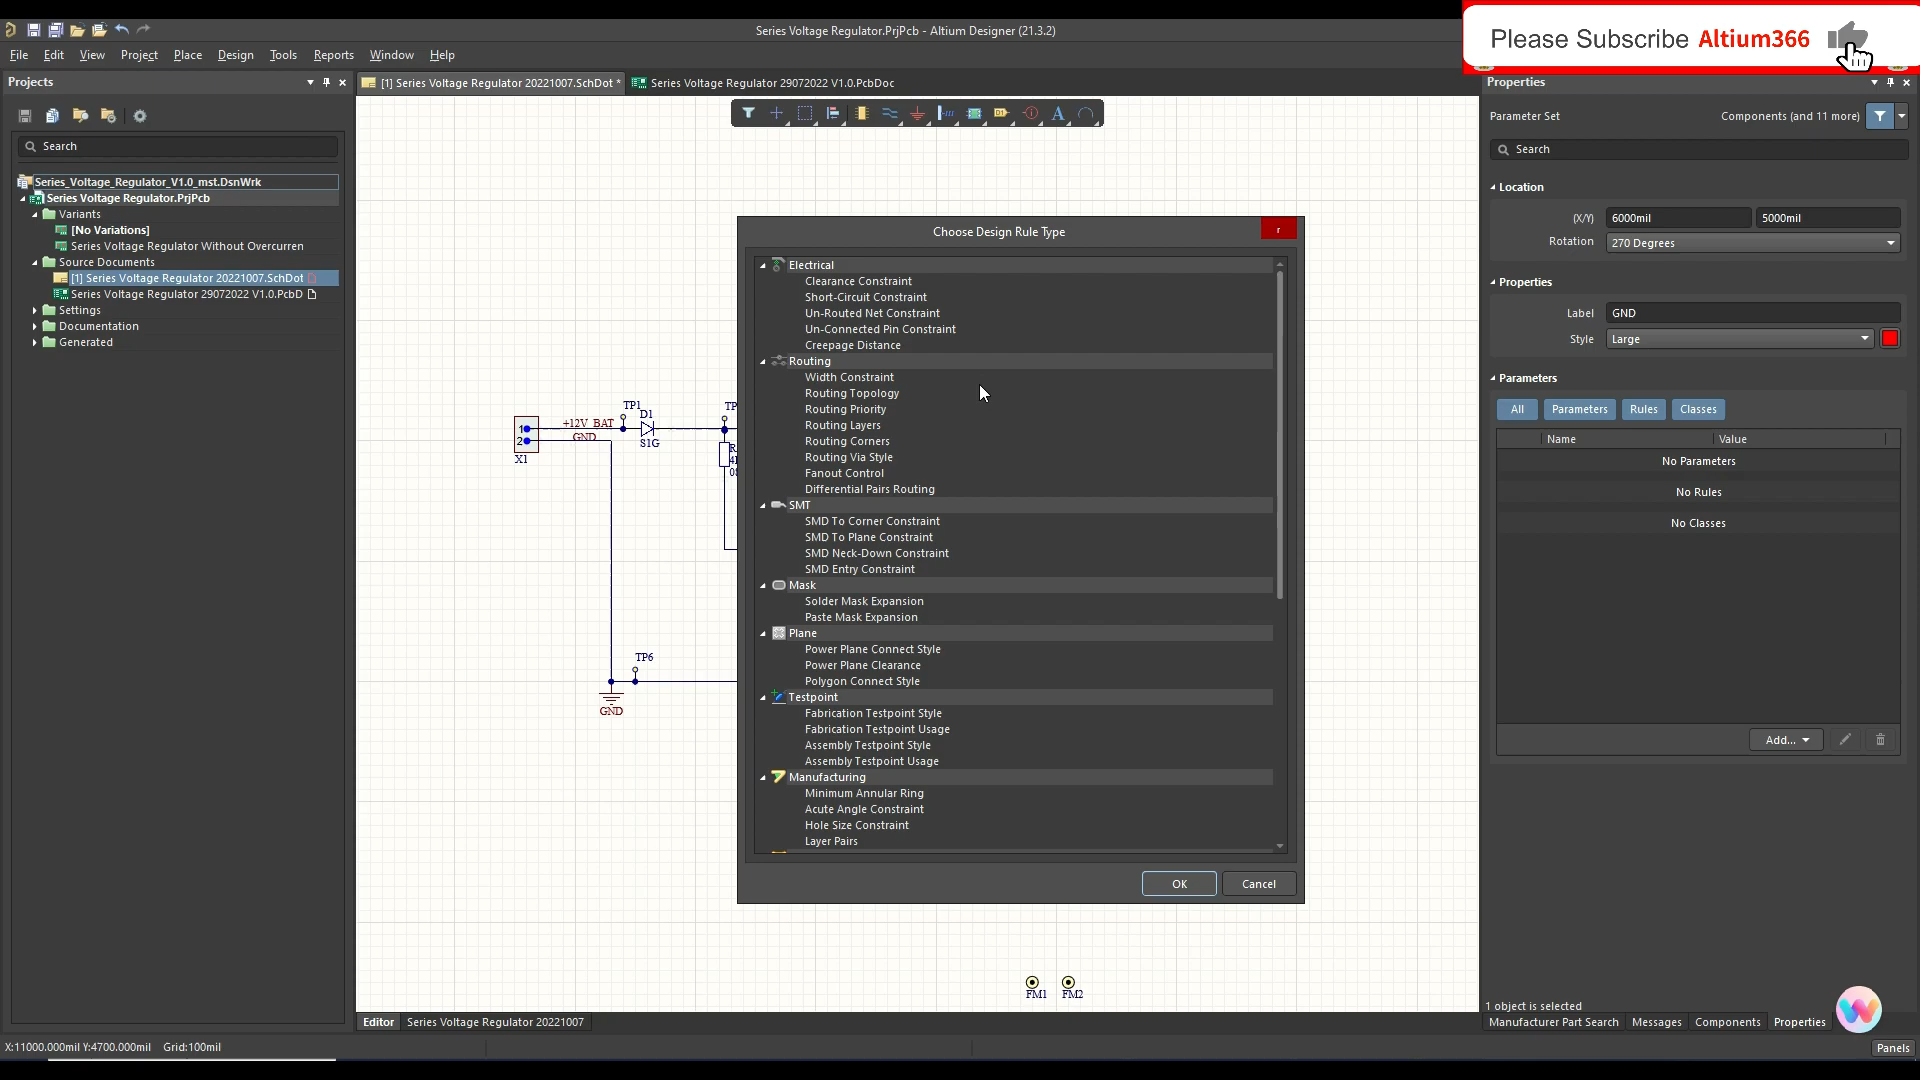 Series Voltage Regulator.PrjPcb - Altium Designer (21.3.2)
Please Subscribe Altium366
File Edit View Project Place Design Tools Reports Window Help
Projects
[1] Series Voltage Regulator 20221007.SchDot *
Series Voltage Regulator 29072022 V1.0.PcbDoc
Search
Series_Voltage_Regulator_V1.0_mst.DsnWrk
Series Voltage Regulator.PrjPcb
Variants
[No Variations]
Series Voltage Regulator Without Overcurren
Source Documents
[1] Series Voltage Regulator 20221007.SchDot
Series Voltage Regulator 29072022 V1.0.PcbD
Settings
Documentation
Generated
TP1
D1
+12V_BAT
GND
1
2
S1G
X1
TP
R
TP6
GND
FM1 FM2
Choose Design Rule Type
r
Electrical
Clearance Constraint
Short-Circuit Constraint
Un-Routed Net Constraint
Un-Connected Pin Constraint
Creepage Distance
Routing
Width Constraint
Routing Topology
Routing Priority
Routing Layers
Routing Corners
Routing Via Style
Fanout Control
Differential Pairs Routing
SMT
SMD To Corner Constraint
SMD To Plane Constraint
SMD Neck-Down Constraint
SMD Entry Constraint
Mask
Solder Mask Expansion
Paste Mask Expansion
Plane
Power Plane Connect Style
Power Plane Clearance
Polygon Connect Style
Testpoint
Fabrication Testpoint Style
Fabrication Testpoint Usage
Assembly Testpoint Style
Assembly Testpoint Usage
Manufacturing
Minimum Annular Ring
Acute Angle Constraint
Hole Size Constraint
Layer Pairs
OK Cancel
Properties
Parameter Set Components (and 11 more)
Search
Location
(X/Y) 6000mil 5000mil
Rotation 270 Degrees
Properties
Label GND
Style Large
Parameters
All Parameters Rules Classes
Name Value
No Parameters
No Rules
No Classes
Add...
1 object is selected
Manufacturer Part Search Messages Components Properties
Editor Series Voltage Regulator 20221007
X:11000.000mil Y:4700.000mil Grid:100mil
Panels